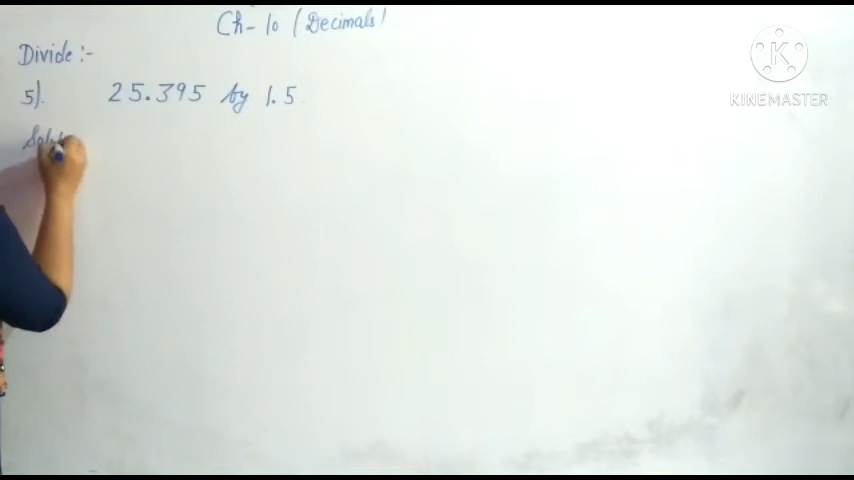 Ch-10 (Decimals)
K
KINEMASTER
Divide :-
5). 25.395 by 1.5